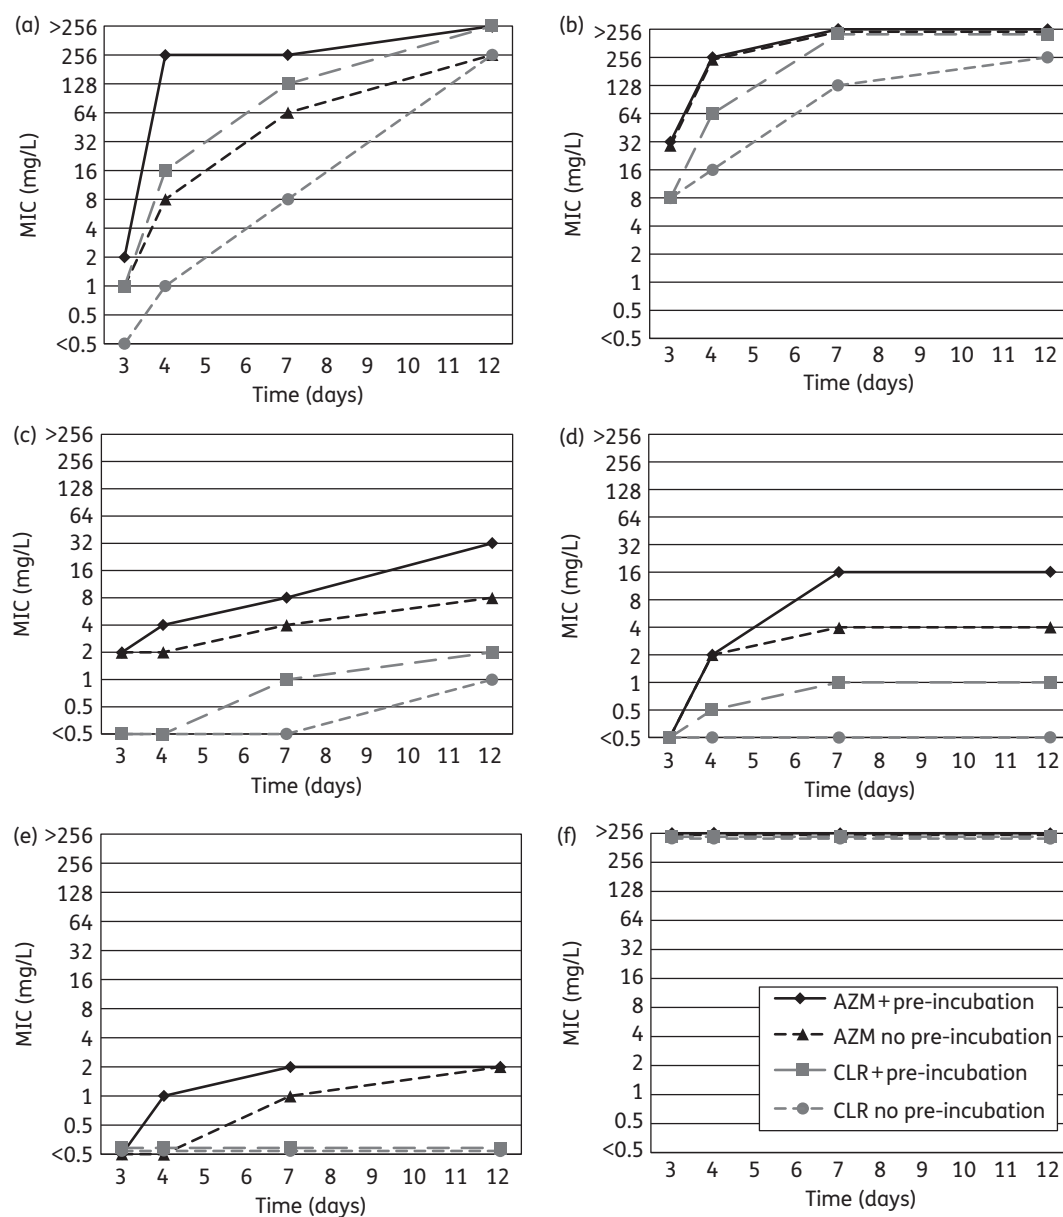 (a)
>256
256
128
64
32
16
8
4
2
1
0.5
<0.5
MIC (mg/L)
3 4 5 6 7 8 9 10 11 12
Time (days)
(b)
>256
256
128
64
32
16
8
4
2
1
0.5
<0.5
MIC (mg/L)
3 4 5 6 7 8 9 10 11 12
Time (days)
(c)
>256
256
128
64
32
16
8
4
2
1
0.5
<0.5
MIC (mg/L)
3 4 5 6 7 8 9 10 11 12
Time (days)
(d)
>256
256
128
64
32
16
8
4
2
1
0.5
<0.5
MIC (mg/L)
3 4 5 6 7 8 9 10 11 12
Time (days)
(e)
>256
256
128
64
32
16
8
4
2
1
0.5
<0.5
MIC (mg/L)
3 4 5 6 7 8 9 10 11 12
Time (days)
(f)
>256
256
128
64
32
16
8
4
2
1
0.5
<0.5
MIC (mg/L)
3 4 5 6 7 8 9 10 11 12
Time (days)
AZM + pre-incubation
AZM no pre-incubation
CLR + pre-incubation
CLR no pre-incubation